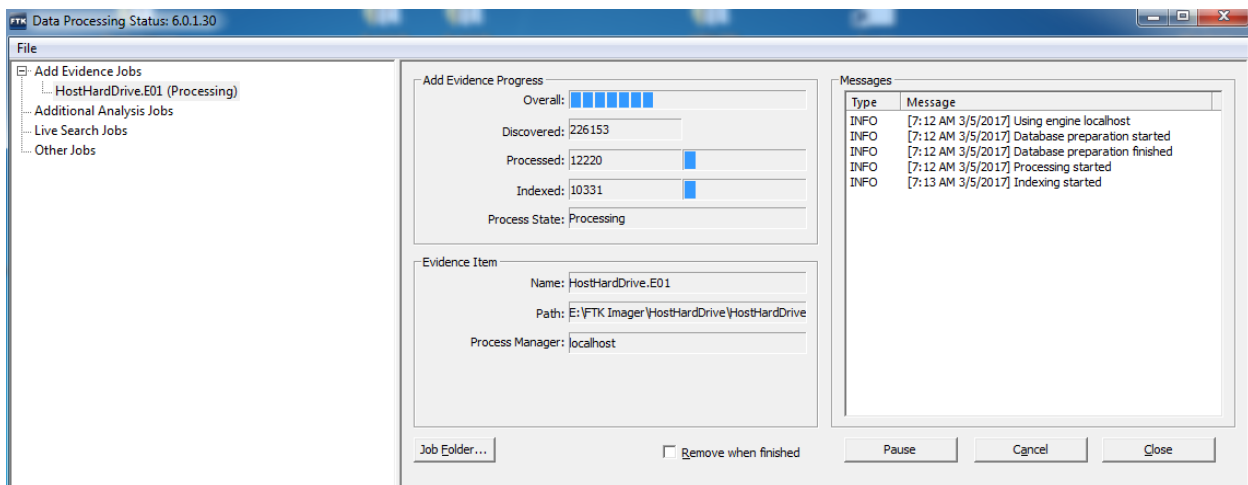 FTK Data Processing Status: 6.0.1.30
File
Add Evidence Jobs
HostHardDrive.E01 (Processing)
Additional Analysis Jobs
Live Search Jobs
Other Jobs
Add Evidence Progress
Overall:
Discovered: 226153
Processed: 12220
Indexed: 10331
Process State: Processing
Evidence Item
Name: HostHardDrive.E01
Path: E:\FTK Imager\HostHardDrive\HostHardDrive
Process Manager: localhost
Job Folder...
Remove when finished
Messages
Type Message
INFO [7:12 AM 3/5/2017] Using engine localhost
INFO [7:12 AM 3/5/2017] Database preparation started
INFO [7:12 AM 3/5/2017] Database preparation finished
INFO [7:12 AM 3/5/2017] Processing started
INFO [7:13 AM 3/5/2017] Indexing started
Pause Cancel Close